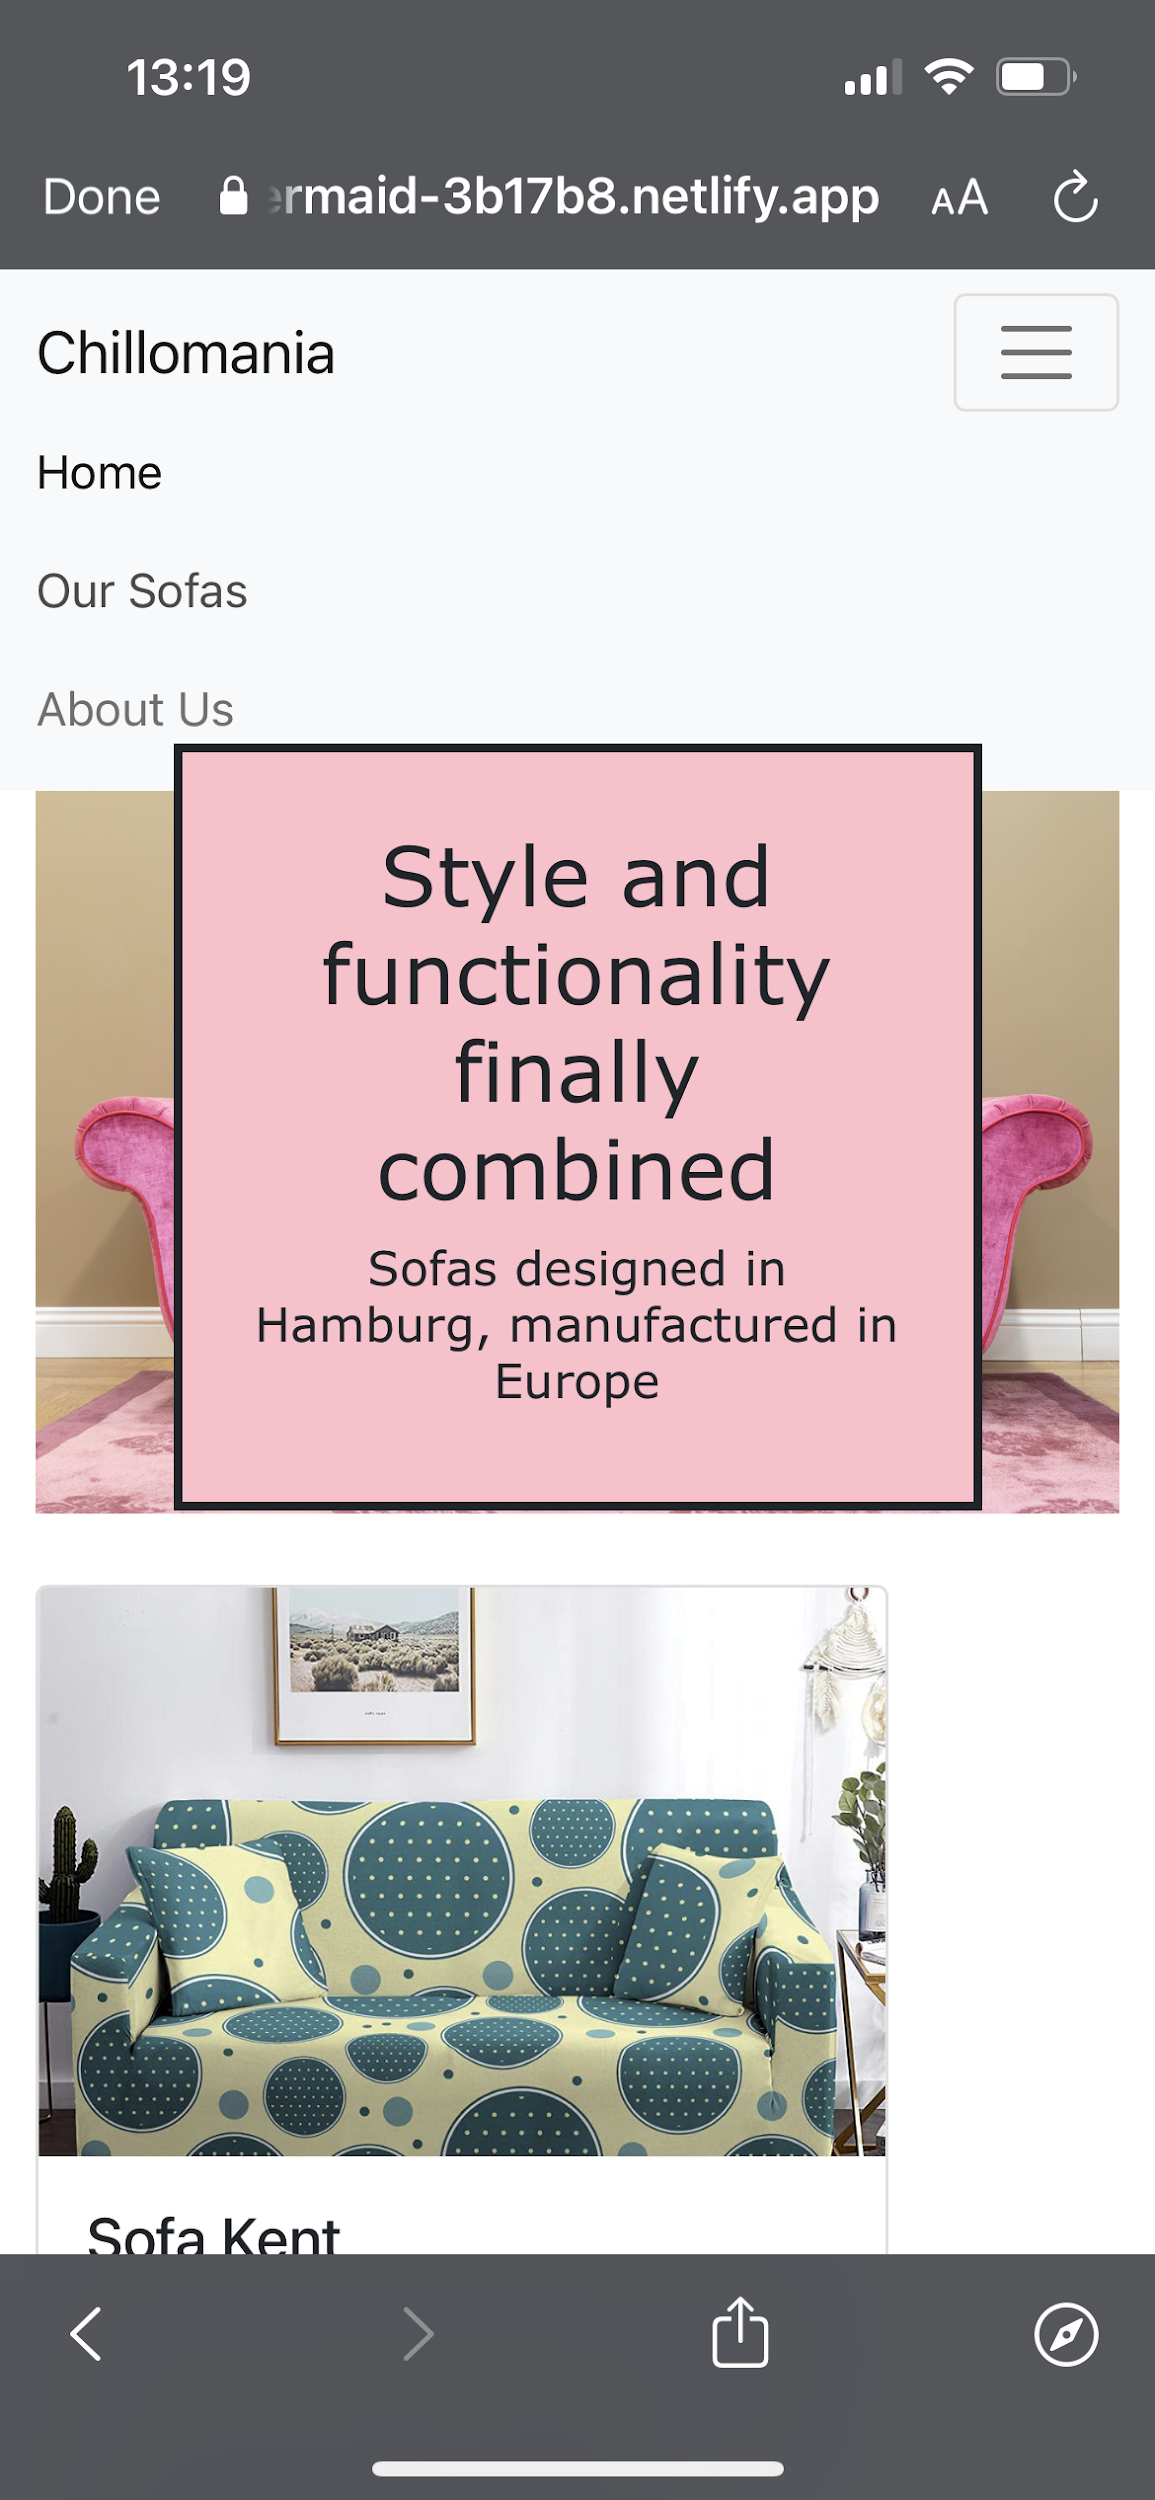 13:19
Done
rmaid-3b17b8.netlify.app
AA
Chillomania
Home
Our Sofas
About Us
Style and
functionality
finally
combined
Sofas designed in
Hamburg, manufactured in
Europe
Sofa Kent